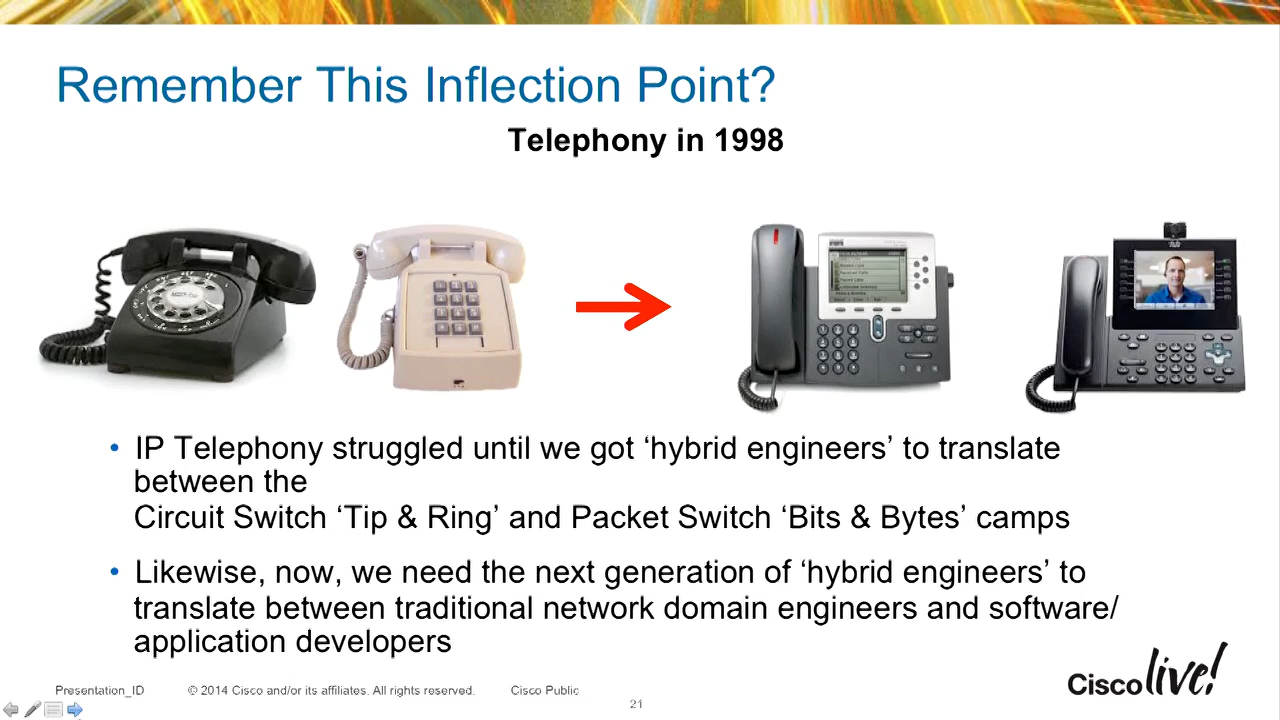 Remember This Inflection Point?
Telephony in 1998
• IP Telephony struggled until we got ‘hybrid engineers’ to translate
between the
Circuit Switch ‘Tip & Ring’ and Packet Switch ‘Bits & Bytes’ camps
• Likewise, now, we need the next generation of ‘hybrid engineers’ to
translate between traditional network domain engineers and software/
application developers
Presentation_ID © 2014 Cisco and/or its affiliates. All rights reserved. Cisco Public
21
Cisco live!